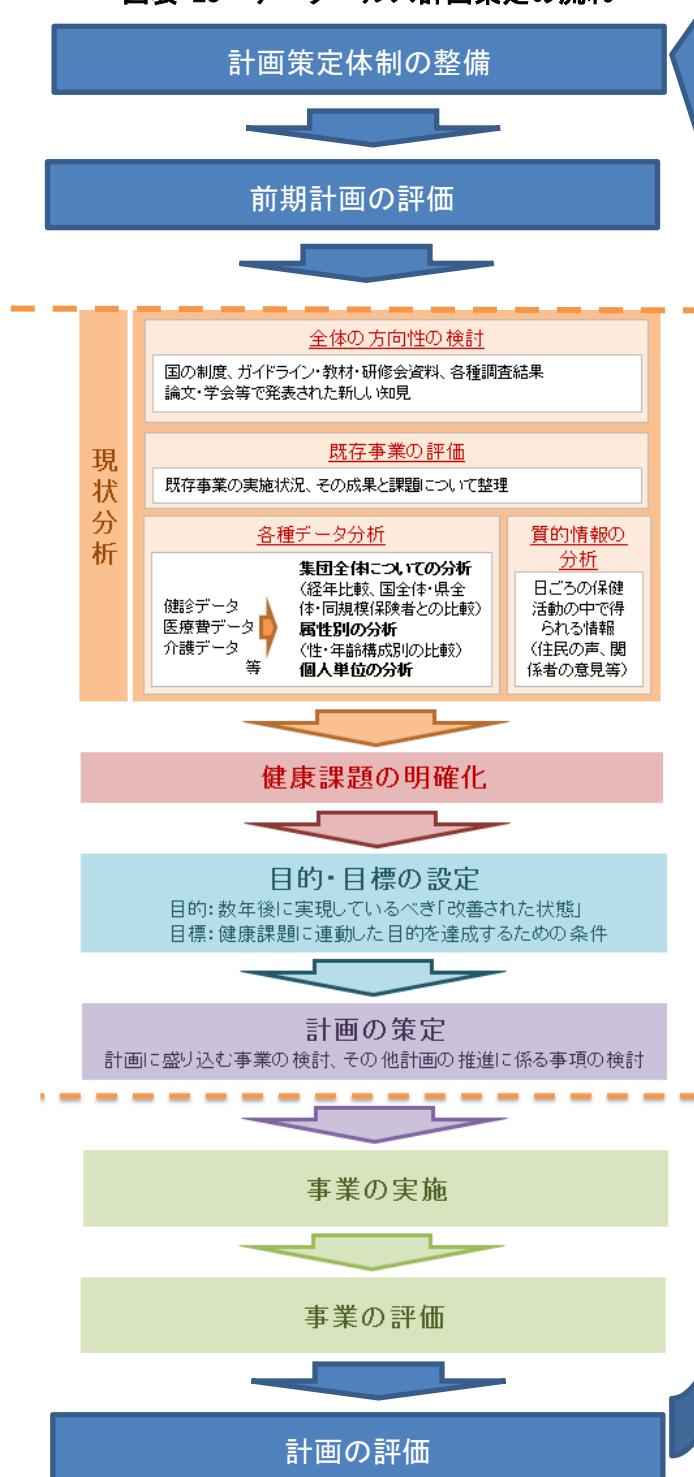 計画策定体制の整備
前期計画の評価
現状分析
全体の方向性の検討
国の制度、ガイドライン・教材・研修会資料、各種調査結果
論文・学会等で発表された新しい知見
既存事業の評価
既存事業の実施状況、その成果と課題について整理
各種データ分析
健診データ
医療費データ
介護データ
等
集団全体についての分析
(経年比較、国全体・県全
体・同規模保険者との比較)
属性別の分析
(性・年齢構成別の比較)
個人単位の分析
質的情報の
分析
日ごろの保健
活動の中で得
られる情報
(住民の声、関
係者の意見等)
健康課題の明確化
目的・目標の設定
目的：数年後に実現しているべき「改善された状態」
目標：健康課題に連動した目的を達成するための条件
計画の策定
計画に盛り込む事業の検討、その他計画の推進に係る事項の検討
事業の実施
事業の評価
計画の評価